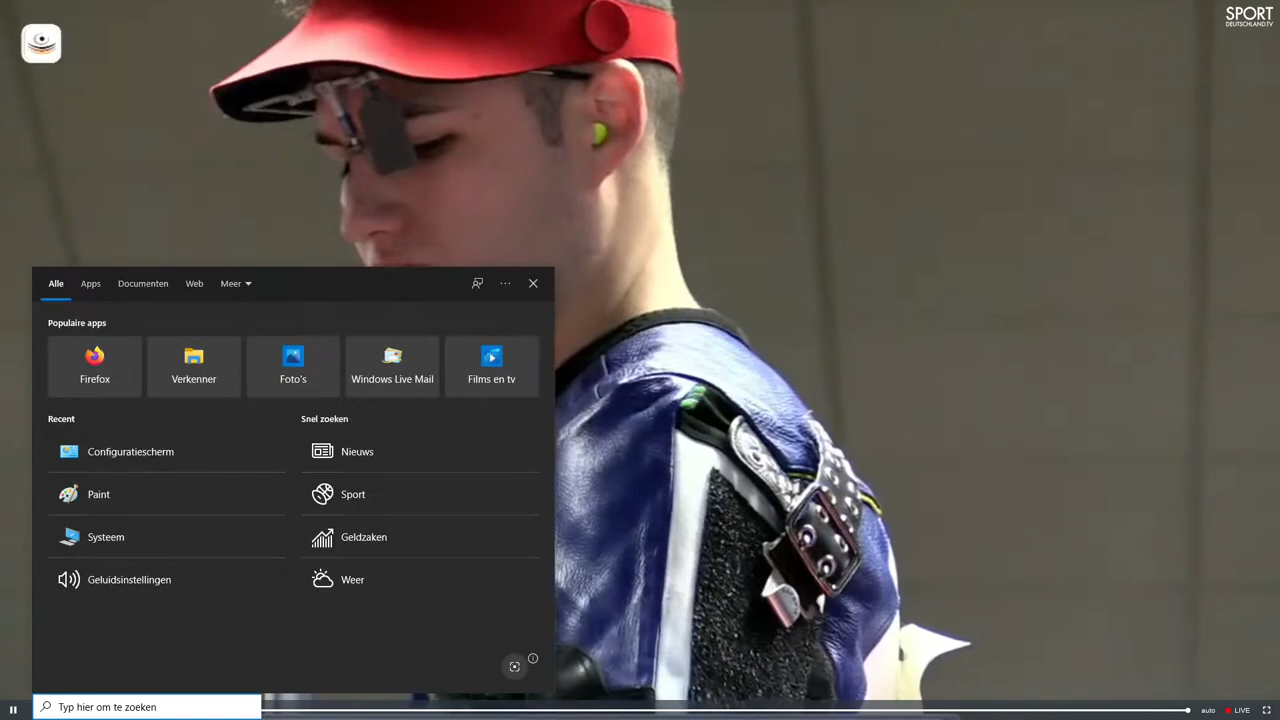 SPORT
DEUTSCHLAND.TV
Alle Apps Documenten Web Meer
Populaire apps
Firefox Verkenner Foto's Windows Live Mail Films en tv
Recent Snel zoeken
Configuratiescherm Nieuws
Paint Sport
Systeem Geldzaken
Geluidsinstellingen Weer
Typ hier om te zoeken
auto LIVE